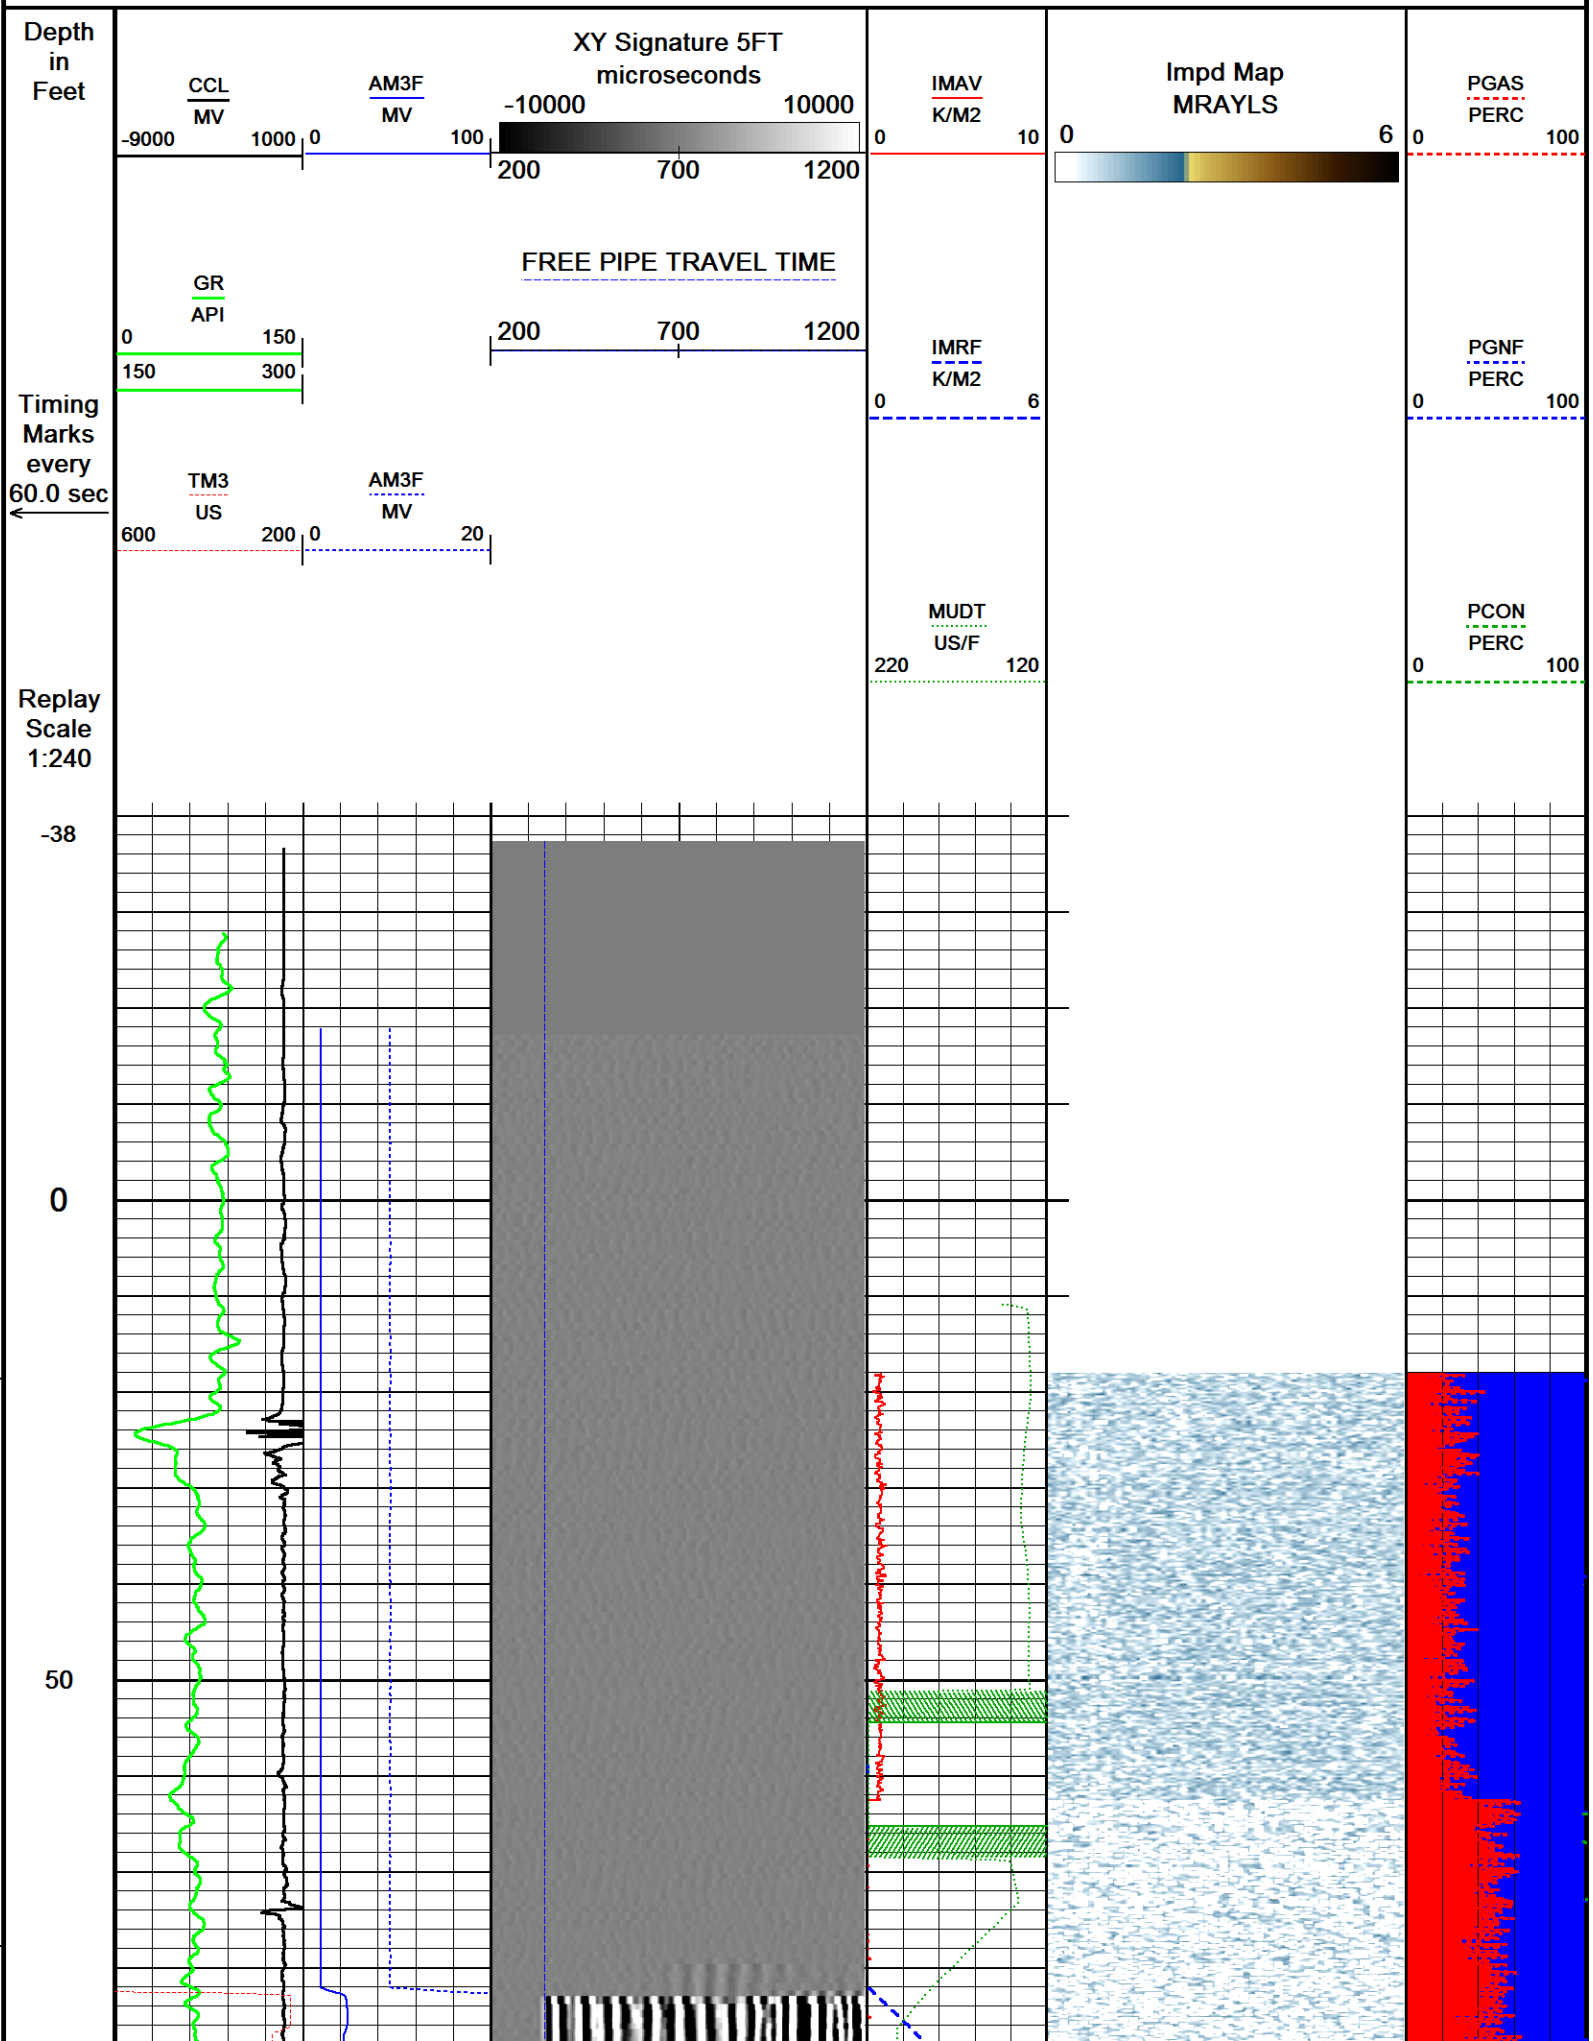 Depth
in
Feet
Timing
Marks
every
60.0 sec
Replay
Scale
1:240
CCL
MV
-9000 1000
GR
API
0 150
150 300
TM3
US
600 200
AM3F
MV
0 100
AM3F
MV
0 20
XY Signature 5FT
microseconds
-10000 10000
200 700 1200
FREE PIPE TRAVEL TIME
200 700 1200
IMAV
K/M2
0 10
IMRF
K/M2
0 6
MUDT
US/F
220 120
Impd Map
MRAYLS
0 6
PGAS
PERC
0 100
PGNF
PERC
0 100
PCON
PERC
0 100
-38
0
50